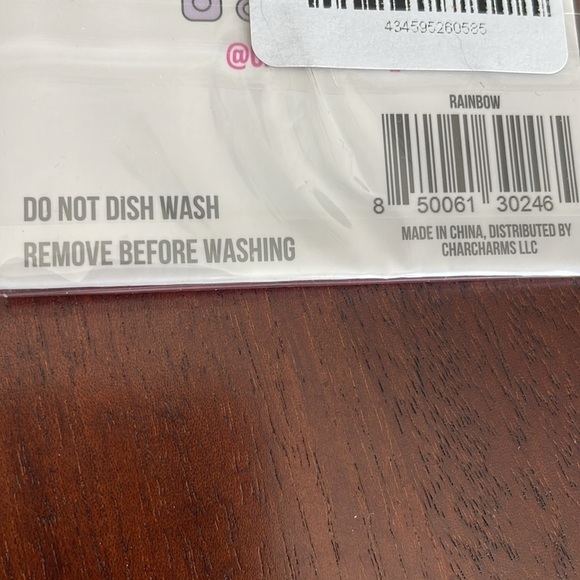 434595260585
RAINBOW
8 50061 30246
DO NOT DISH WASH
REMOVE BEFORE WASHING
MADE IN CHINA, DISTRIBUTED BY
CHARCHARMS LLC